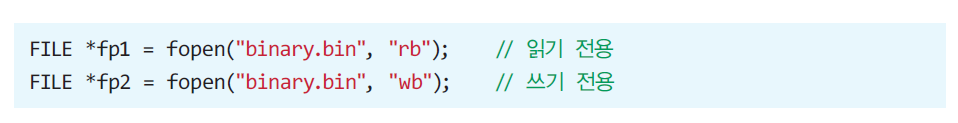 FILE *fp1 = fopen("binary.bin", "rb");    // 읽기 전용
FILE *fp2 = fopen("binary.bin", "wb");    // 쓰기 전용